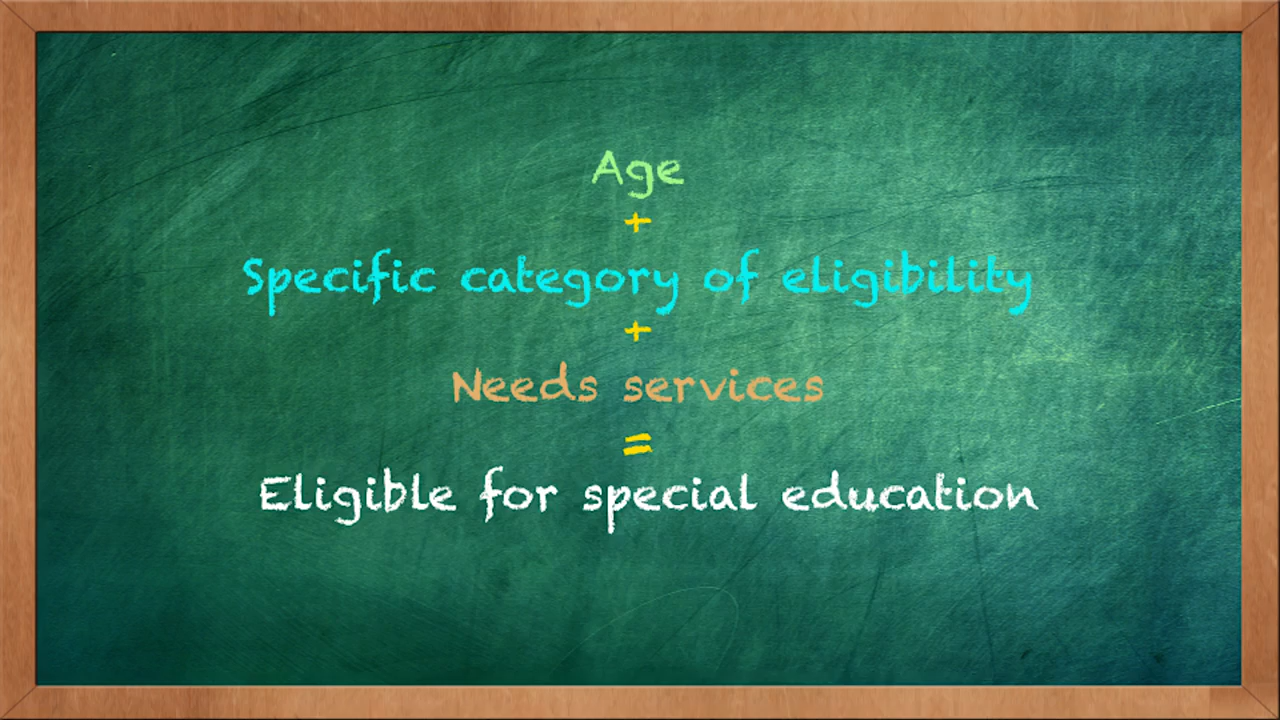 Age
+
Specific category of eligibility
+
Needs services
=
Eligible for special education